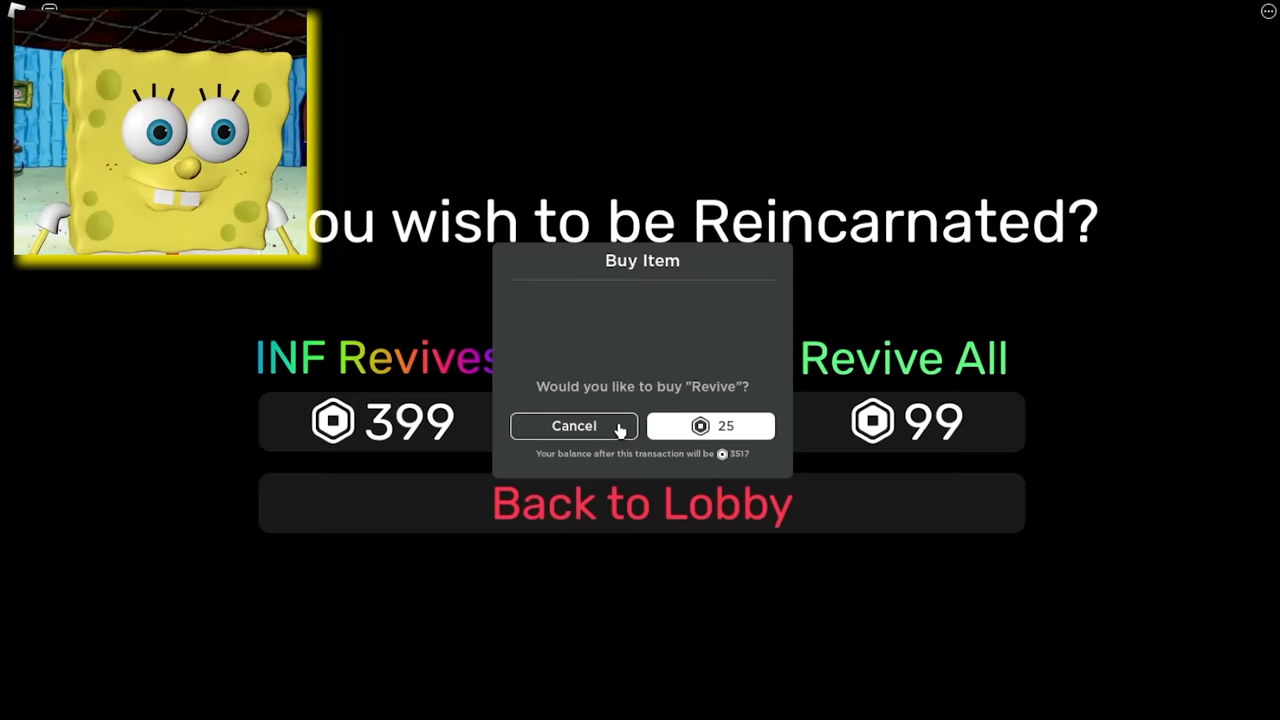 ou wish to be Reincarnated?
Buy Item
INF Revives
Revive All
Would you like to buy "Revive"?
399
Cancel
25
99
Your balance after this transaction will be 3517
Back to Lobby